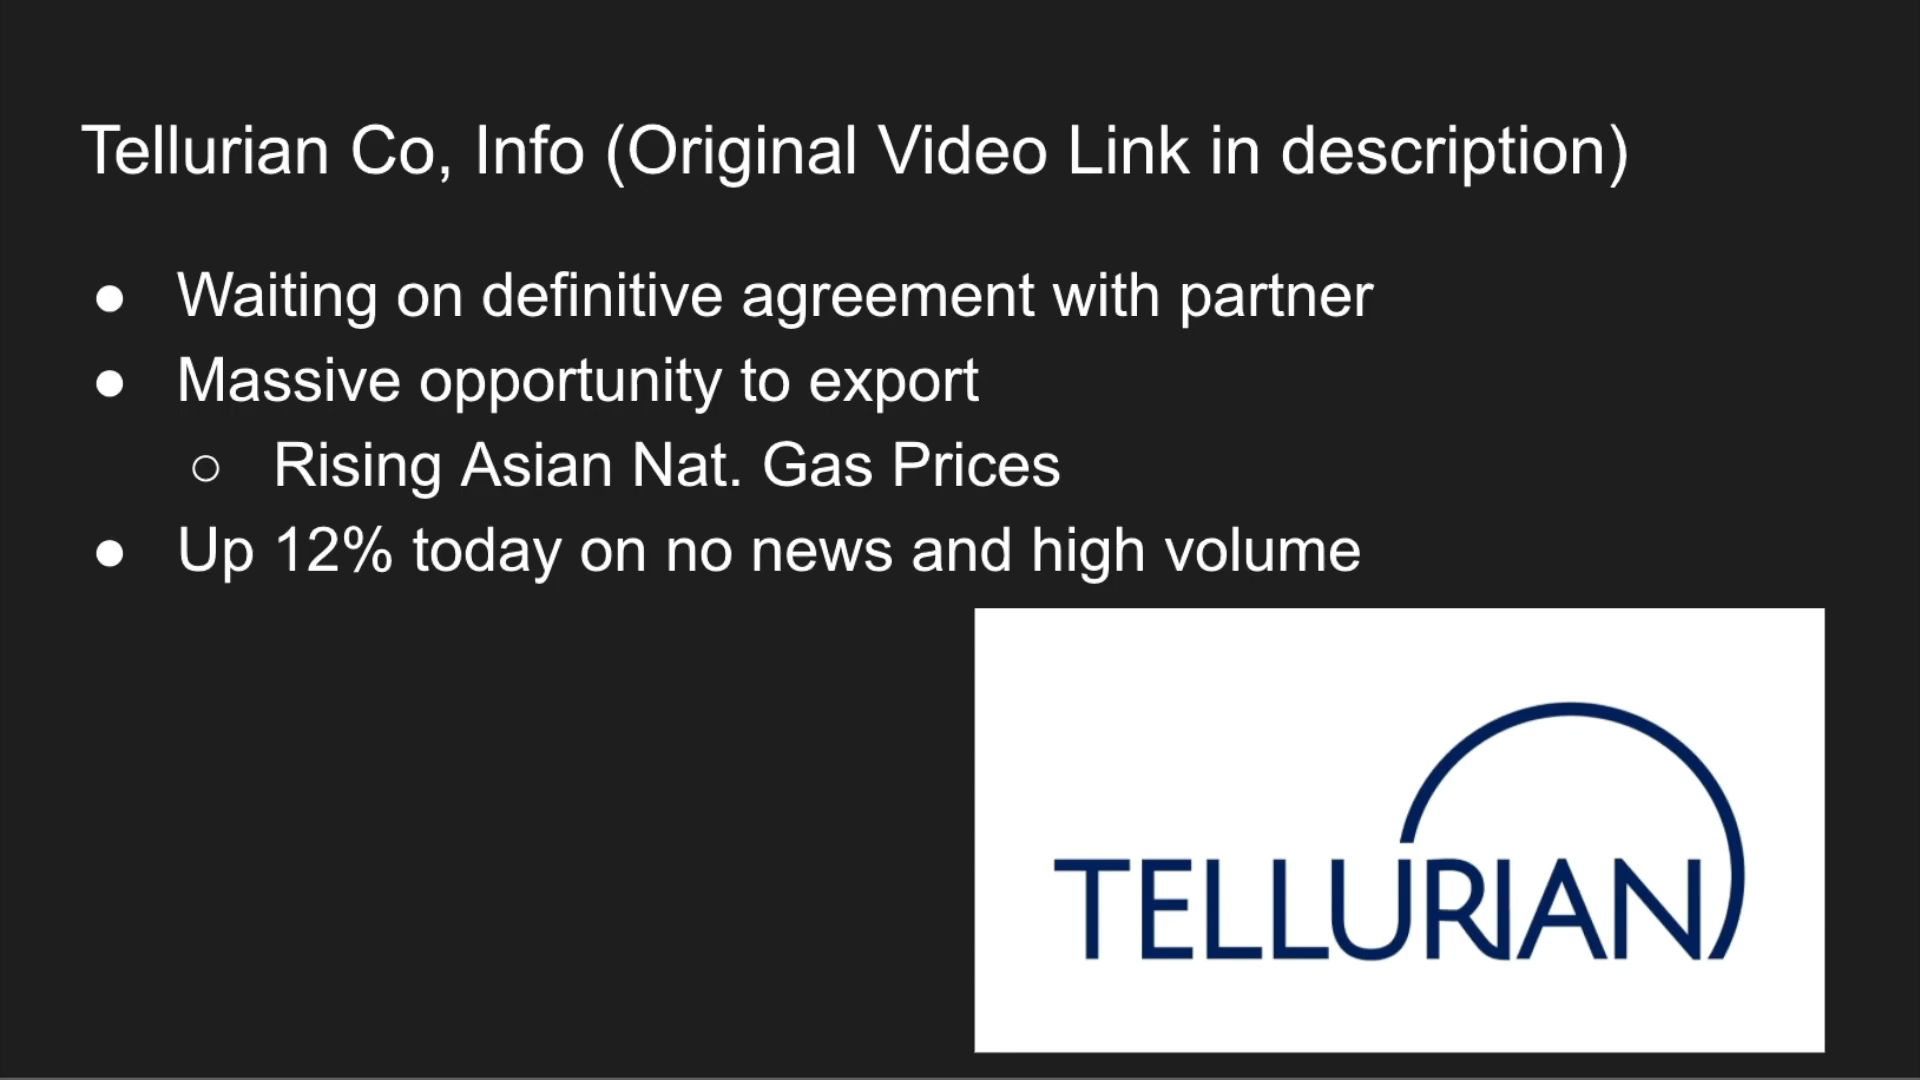 Tellurian Co, Info (Original Video Link in description)
● Waiting on definitive agreement with partner
● Massive opportunity to export
○ Rising Asian Nat. Gas Prices
● Up 12% today on no news and high volume
TELLURIAN